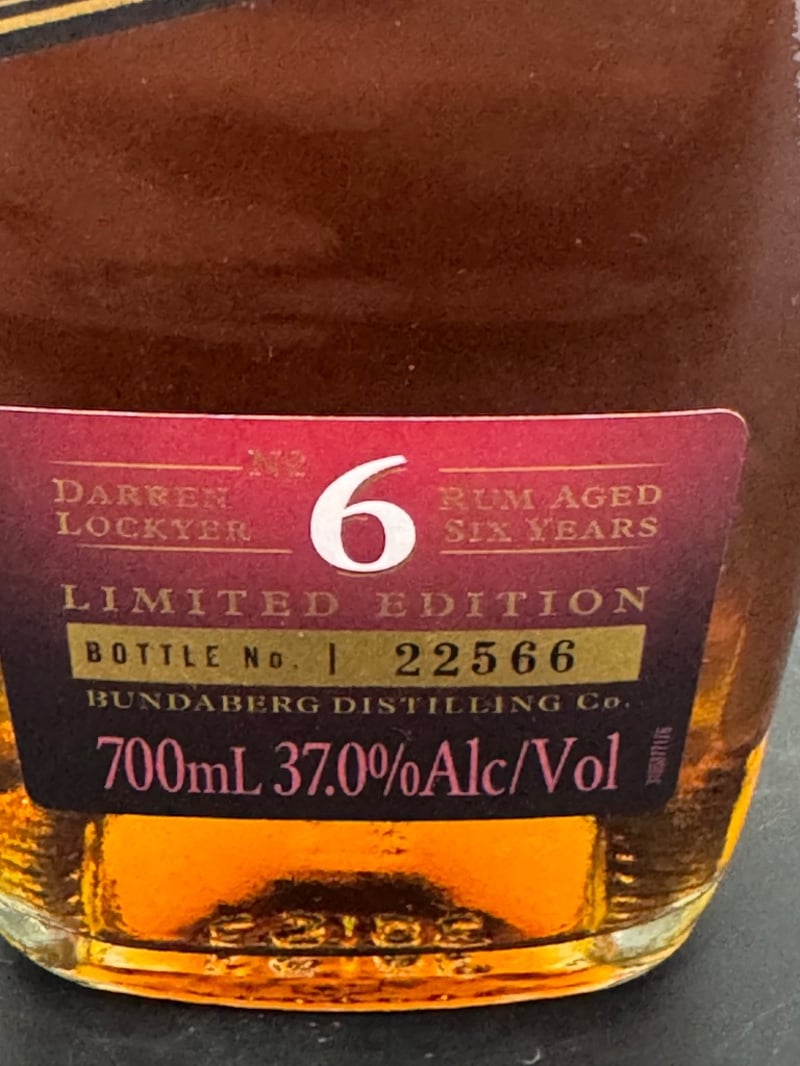 No
DARREN
LOCKYER
6
RUM AGED
SIX YEARS
LIMITED EDITION
BOTTLE No. | 22566
BUNDABERG DISTILLING Co.
700mL 37.0%Alc/Vol